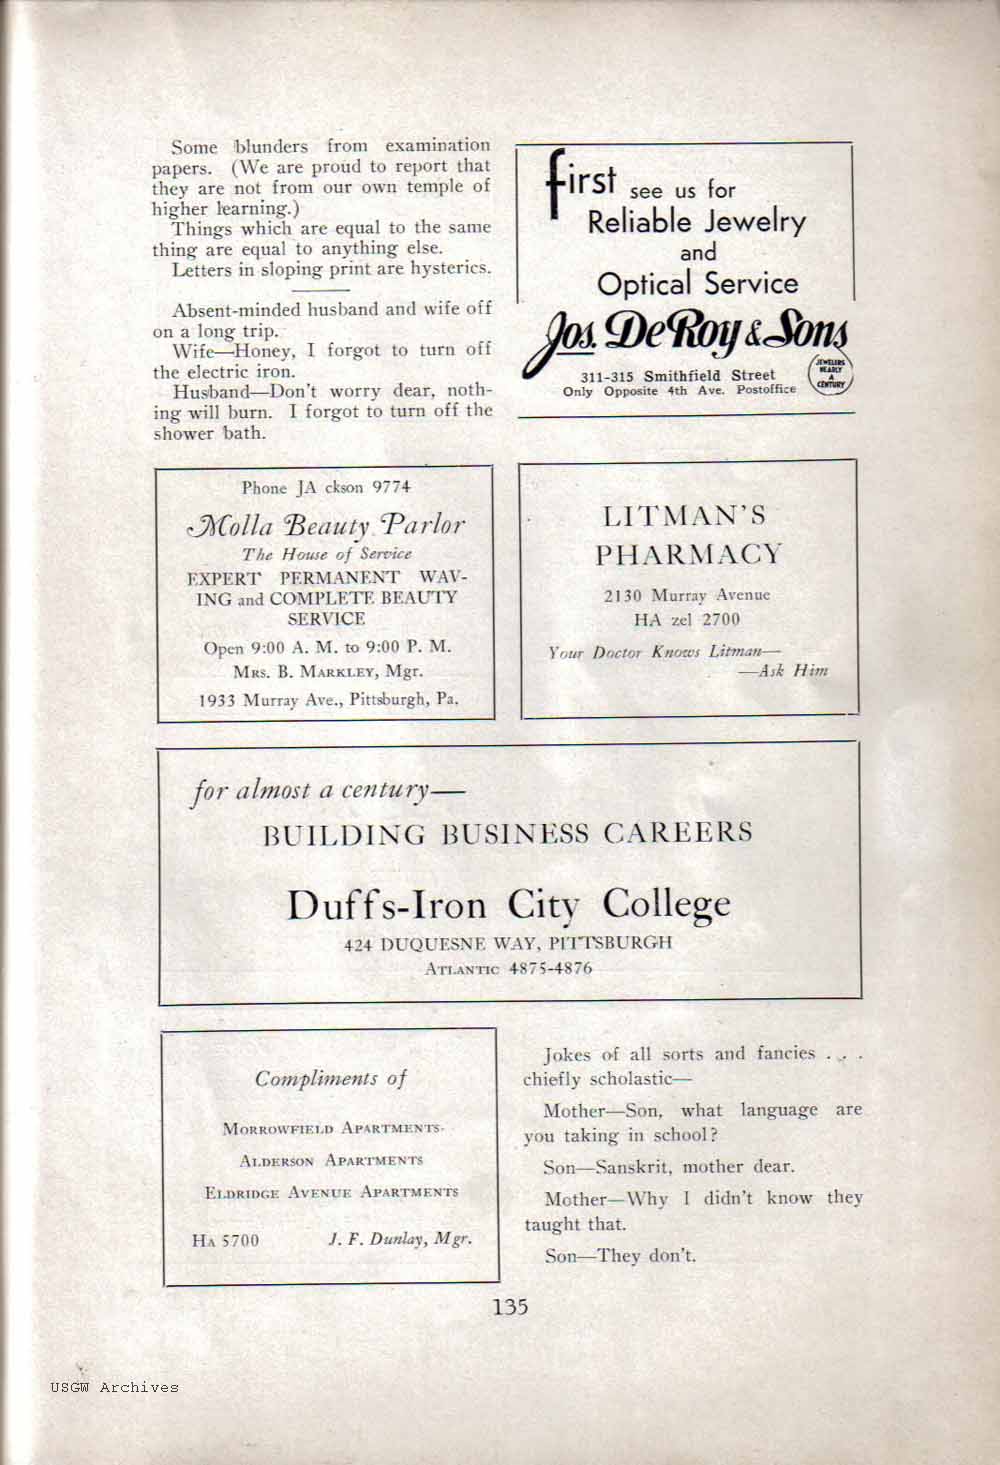 Some blunders from examination
papers. (We are proud to report that
they are not from our own temple of
higher learning.)
Things which are equal to the same
thing are equal to anything else.
Letters in sloping print are hysterics.
Absent-minded husband and wife off
on a long trip.
Wife—Honey, I forgot to turn off
the electric iron.
Husband—Don't worry dear, noth-
ing will burn. I forgot to turn off the
shower bath.
first see us for
Reliable Jewelry
and
Optical Service
Jos. DeRoy & Sons
311-315 Smithfield Street
Only Opposite 4th Ave. Postoffice
JEWELERS
NEARLY
A
CENTURY
Phone JA ckson 9774
Molla Beauty Parlor
The House of Service
EXPERT PERMANENT WAV-
ING and COMPLETE BEAUTY
SERVICE
Open 9:00 A. M. to 9:00 P. M.
MRS. B. MARKLEY, Mgr.
1933 Murray Ave., Pittsburgh, Pa.
LITMAN'S
PHARMACY
2130 Murray Avenue
HA zel 2700
Your Doctor Knows Litman—
—Ask Him
for almost a century—
BUILDING BUSINESS CAREERS
Duffs-Iron City College
424 DUQUESNE WAY, PITTSBURGH
ATLANTIC 4875-4876
Compliments of
MORROWFIELD APARTMENTS
ALDERSON APARTMENTS
ELDRIDGE AVENUE APARTMENTS
HA 5700 J. F. Dunlay, Mgr.
Jokes of all sorts and fancies . . .
chiefly scholastic—
Mother—Son, what language are
you taking in school?
Son—Sanskrit, mother dear.
Mother—Why I didn't know they
taught that.
Son—They don't.
135
USGW Archives